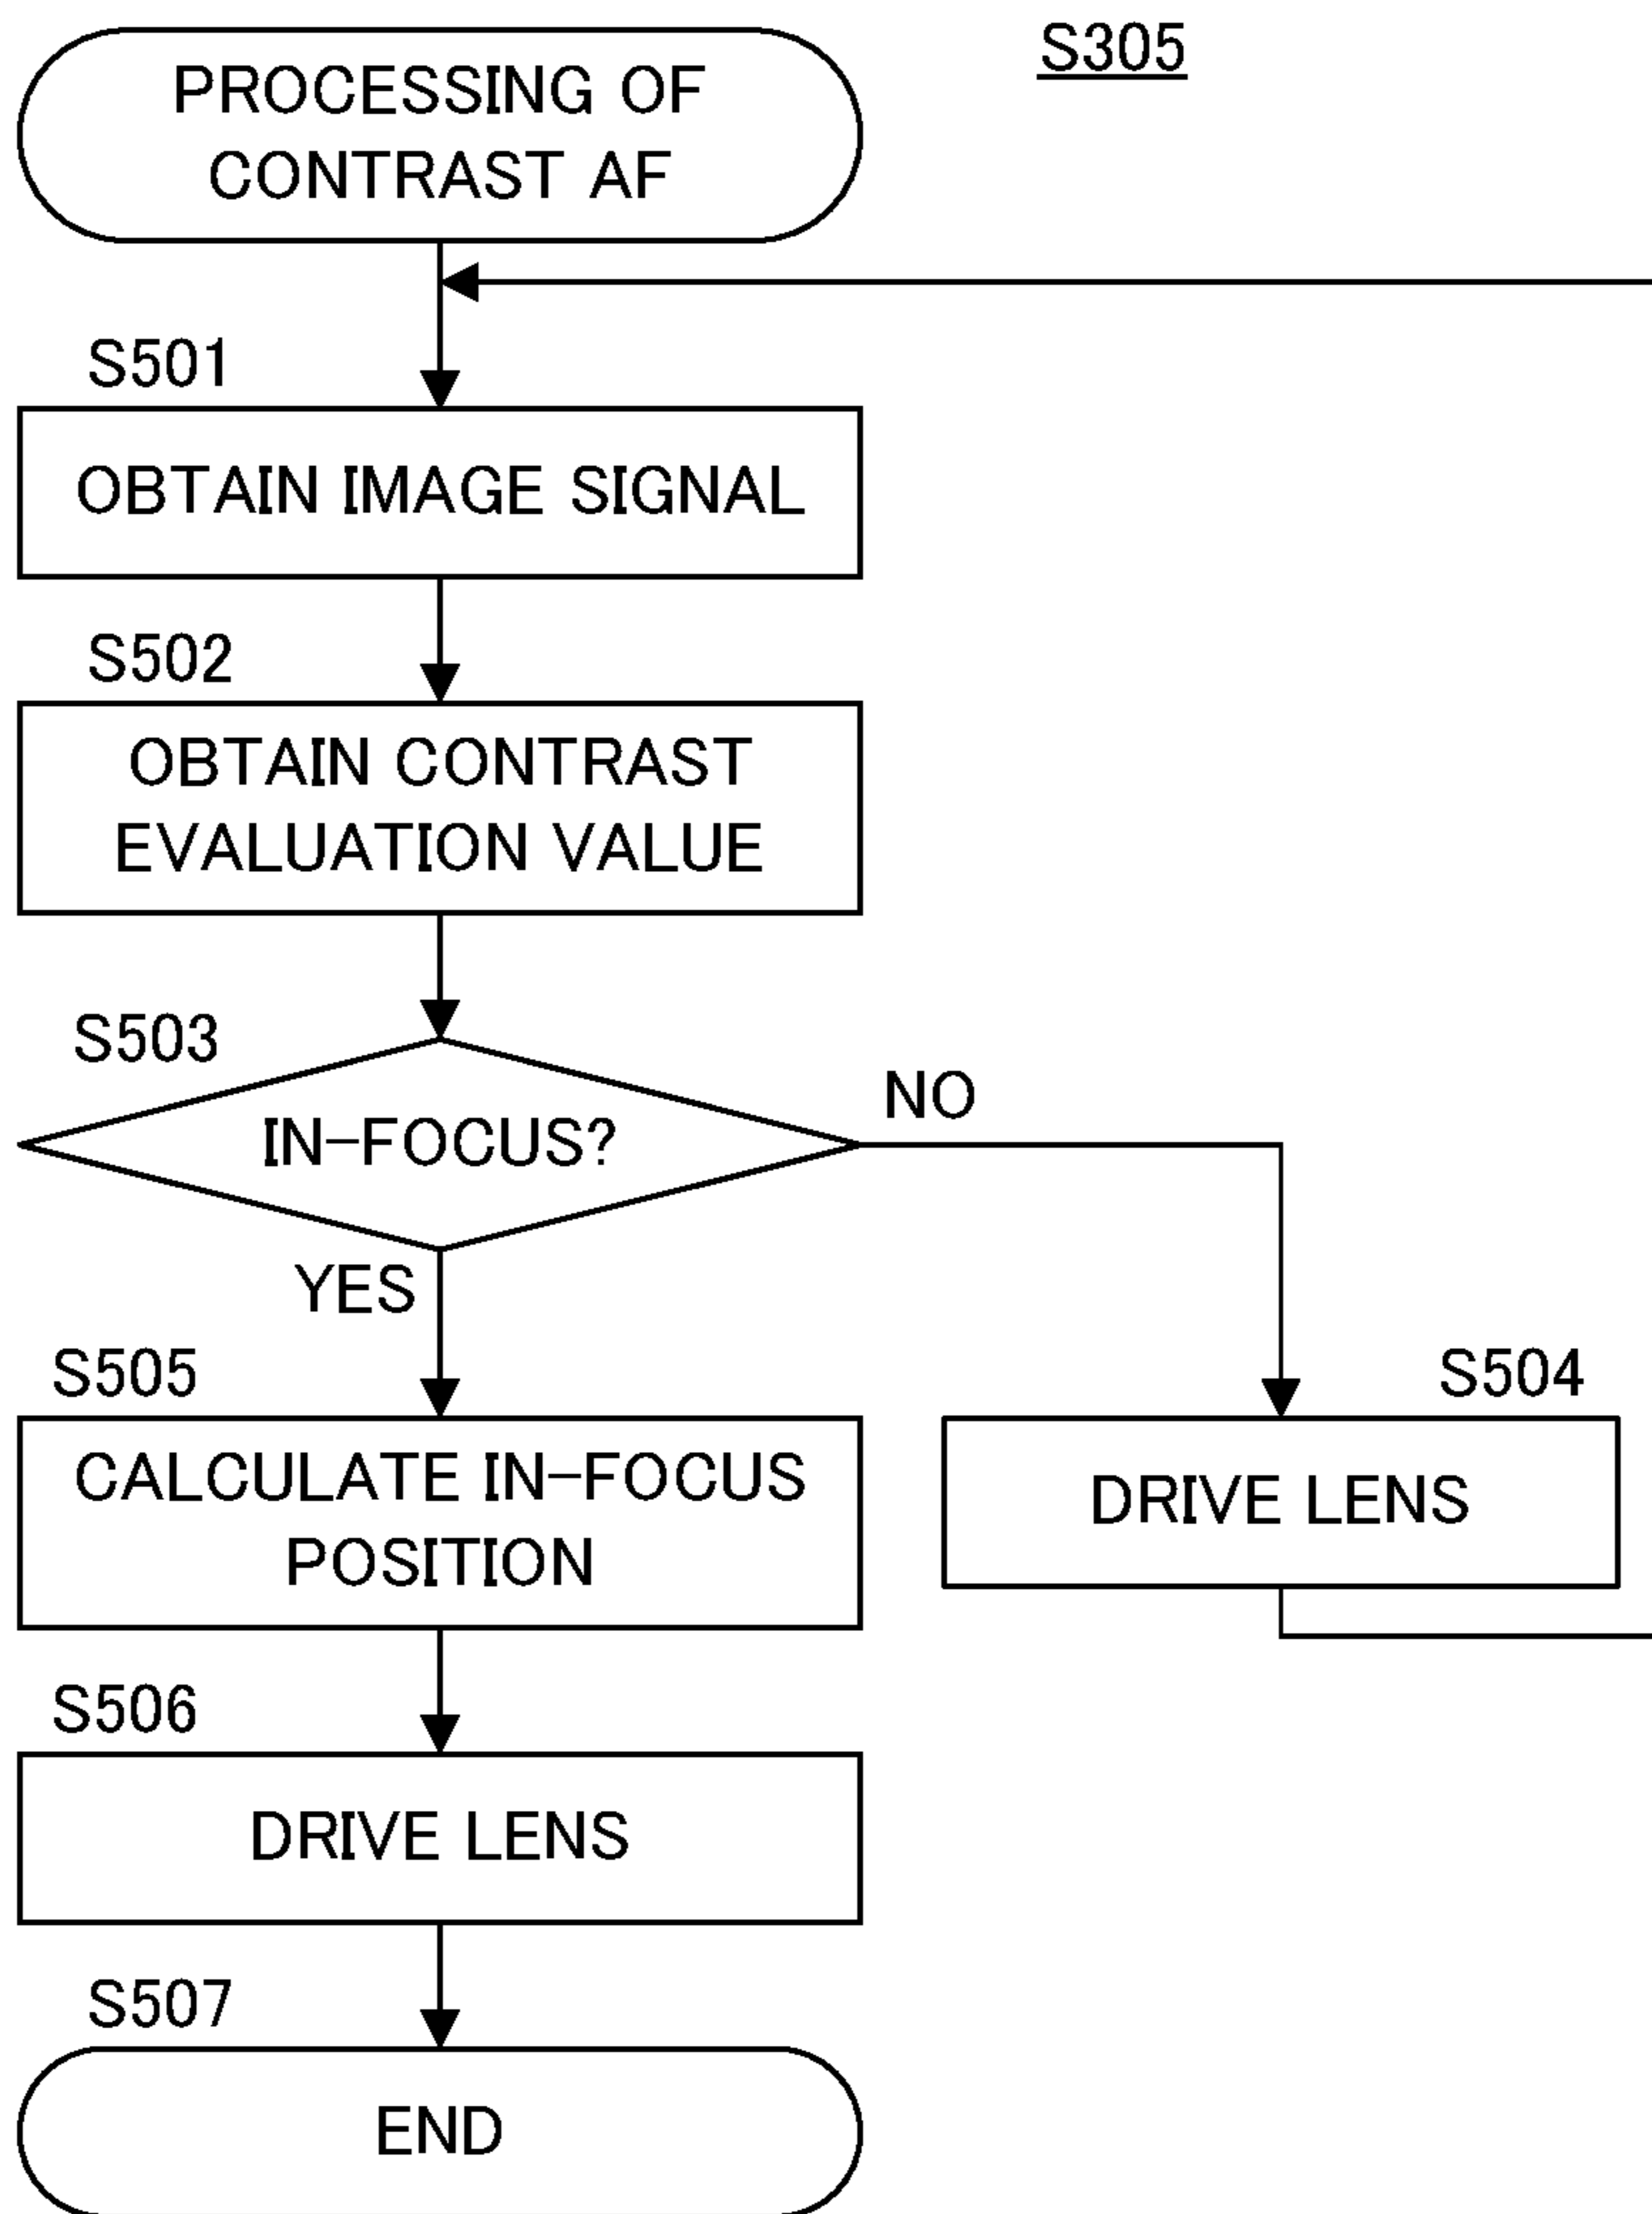 PROCESSING OF
CONTRAST AF
S305
S501
OBTAIN IMAGE SIGNAL
S502
OBTAIN CONTRAST
EVALUATION VALUE
S503
IN-FOCUS?
NO
YES
S505
CALCULATE IN-FOCUS
POSITION
S504
DRIVE LENS
S506
DRIVE LENS
S507
END